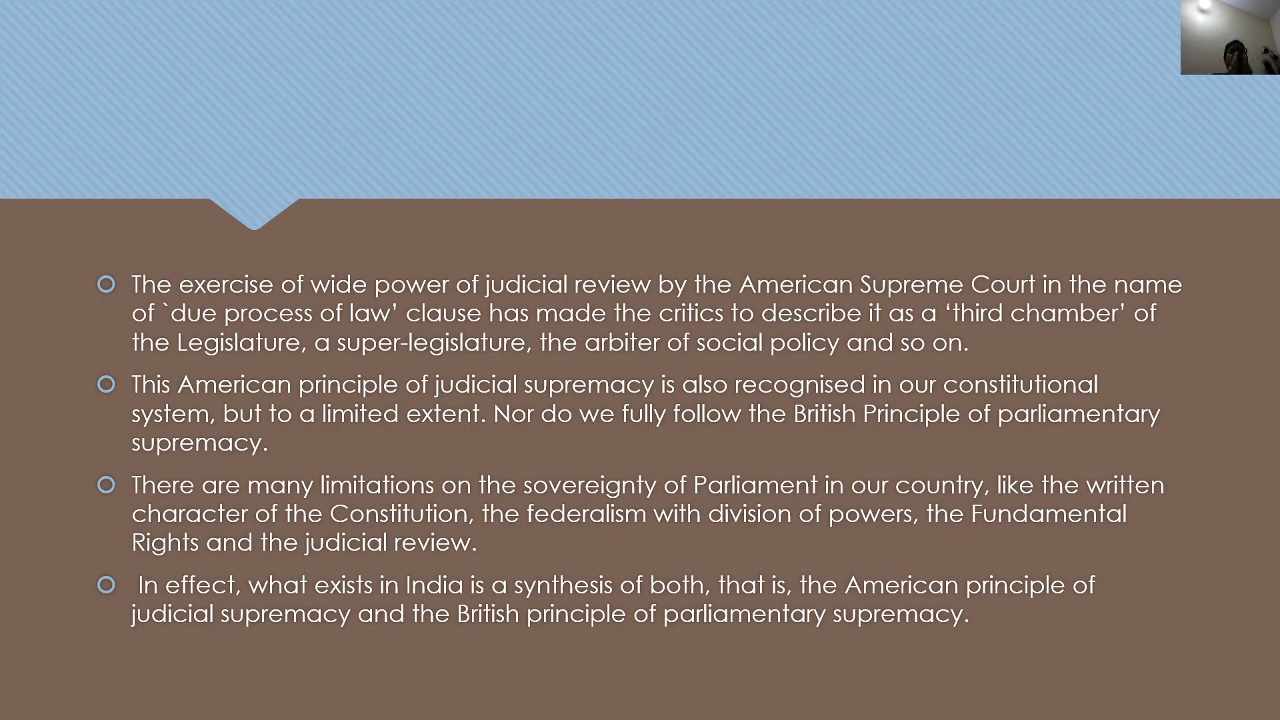 The exercise of wide power of judicial review by the American Supreme Court in the name
of `due process of law’ clause has made the critics to describe it as a ‘third chamber’ of
the Legislature, a super-legislature, the arbiter of social policy and so on.
This American principle of judicial supremacy is also recognised in our constitutional
system, but to a limited extent. Nor do we fully follow the British Principle of parliamentary
supremacy.
There are many limitations on the sovereignty of Parliament in our country, like the written
character of the Constitution, the federalism with division of powers, the Fundamental
Rights and the judicial review.
In effect, what exists in India is a synthesis of both, that is, the American principle of
judicial supremacy and the British principle of parliamentary supremacy.